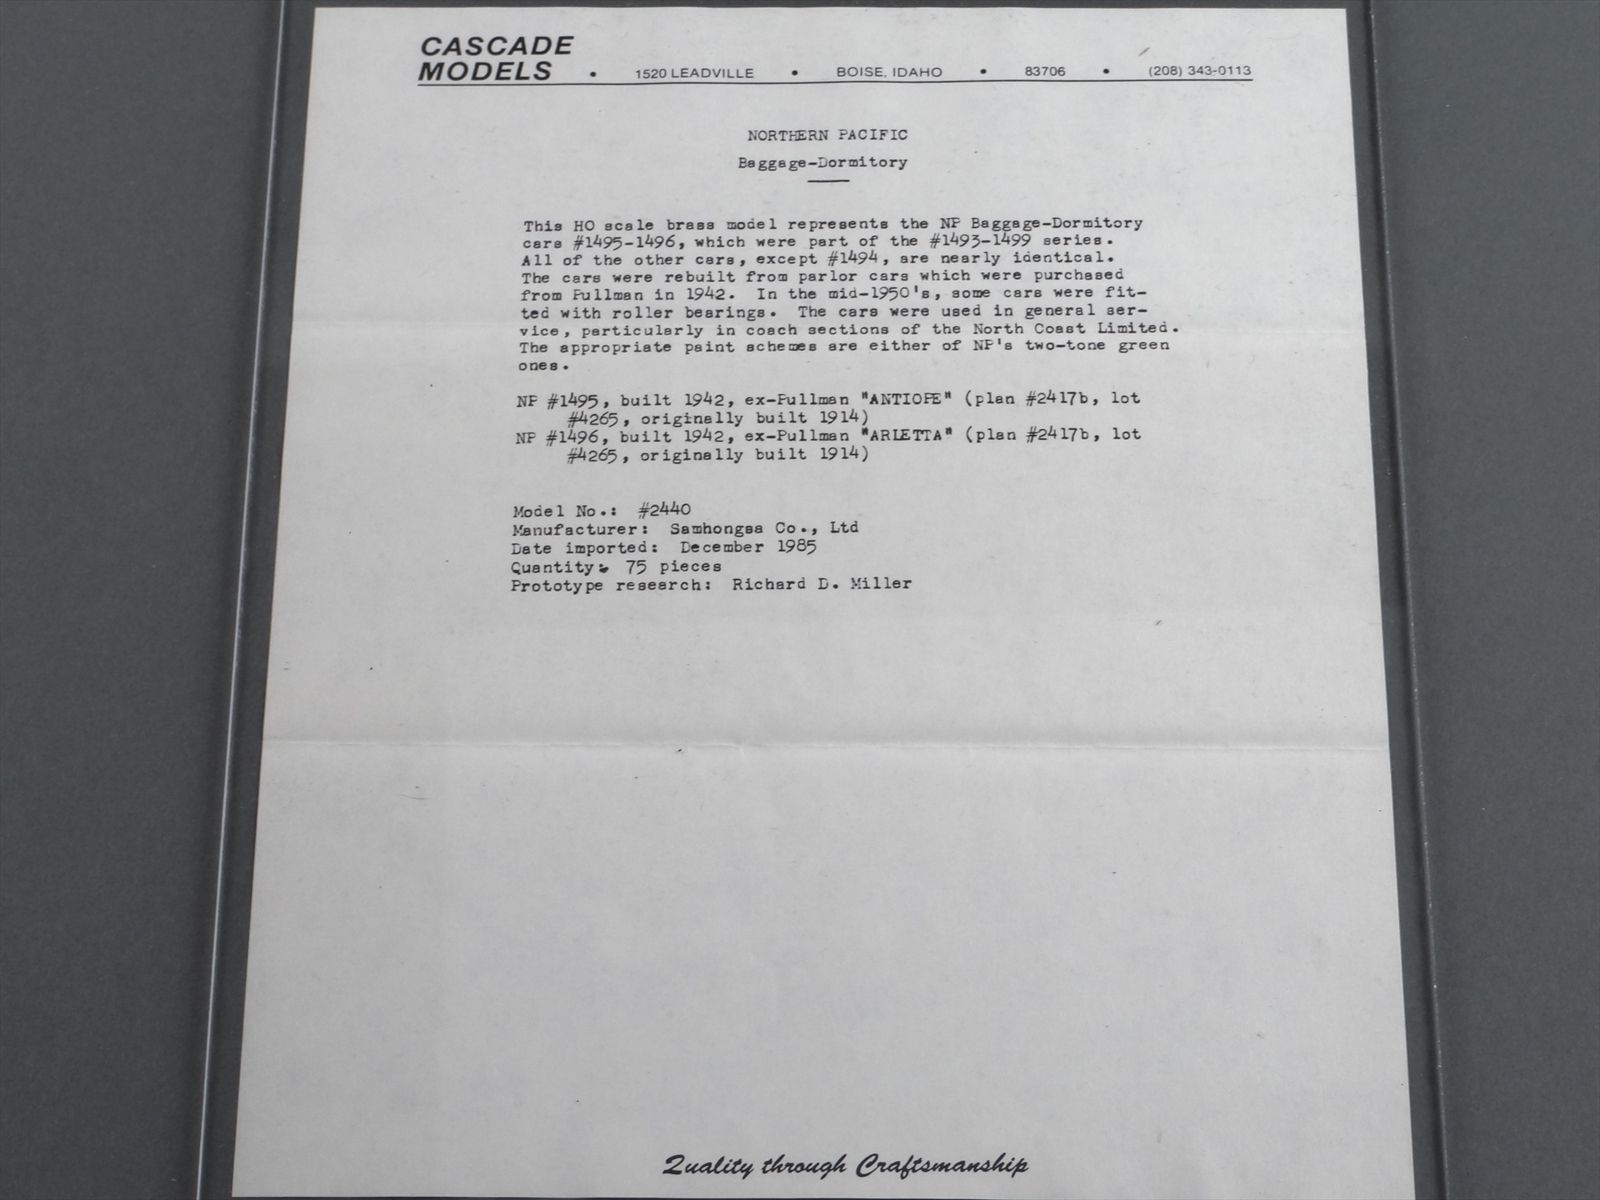 CASCADE
MODELS • 1520 LEADVILLE • BOISE, IDAHO • 83706 • (208) 343-0113
NORTHERN PACIFIC
Baggage-Dormitory
This HO scale brass model represents the NP Baggage-Dormitory
cars #1495-1496, which were part of the #1493-1499 series.
All of the other cars, except #1494, are nearly identical.
The cars were rebuilt from parlor cars which were purchased
from Pullman in 1942. In the mid-1950's, some cars were fit-
ted with roller bearings. The cars were used in general ser-
vice, particularly in coach sections of the North Coast Limited.
The appropriate paint schemes are either of NP's two-tone green
ones.
NP #1495, built 1942, ex-Pullman "ANTIOPE" (plan #2417b, lot
#4265, originally built 1914)
NP #1496, built 1942, ex-Pullman "ARLETTA" (plan #2417b, lot
#4265, originally built 1914)
Model No.: #2440
Manufacturer: Samhongsa Co., Ltd
Date imported: December 1985
Quantity: 75 pieces
Prototype research: Richard D. Miller
Quality through Craftsmanship